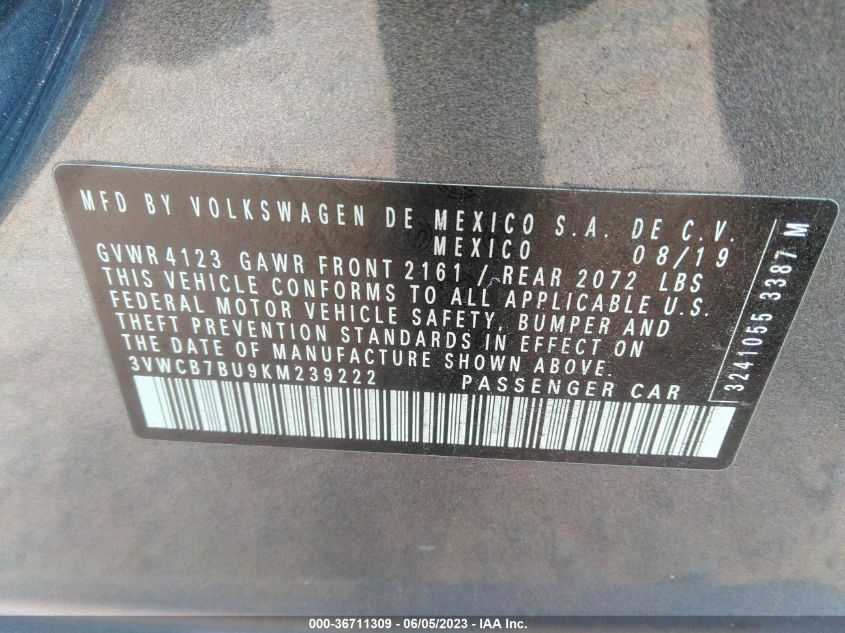 MFD BY VOLKSWAGEN DE MEXICO S.A. DE C.V.
MEXICO 08/19
GVWR 4123 GAWR FRONT 2161 / REAR 2072 LBS
THIS VEHICLE CONFORMS TO ALL APPLICABLE U.S.
FEDERAL MOTOR VEHICLE SAFETY, BUMPER AND
THEFT PREVENTION STANDARDS IN EFFECT ON
THE DATE OF MANUFACTURE SHOWN ABOVE.
3VWCB7BU9KM239222 PASSENGER CAR
3241055 3387 M
000-36711309 - 06/05/2023 - IAA Inc.